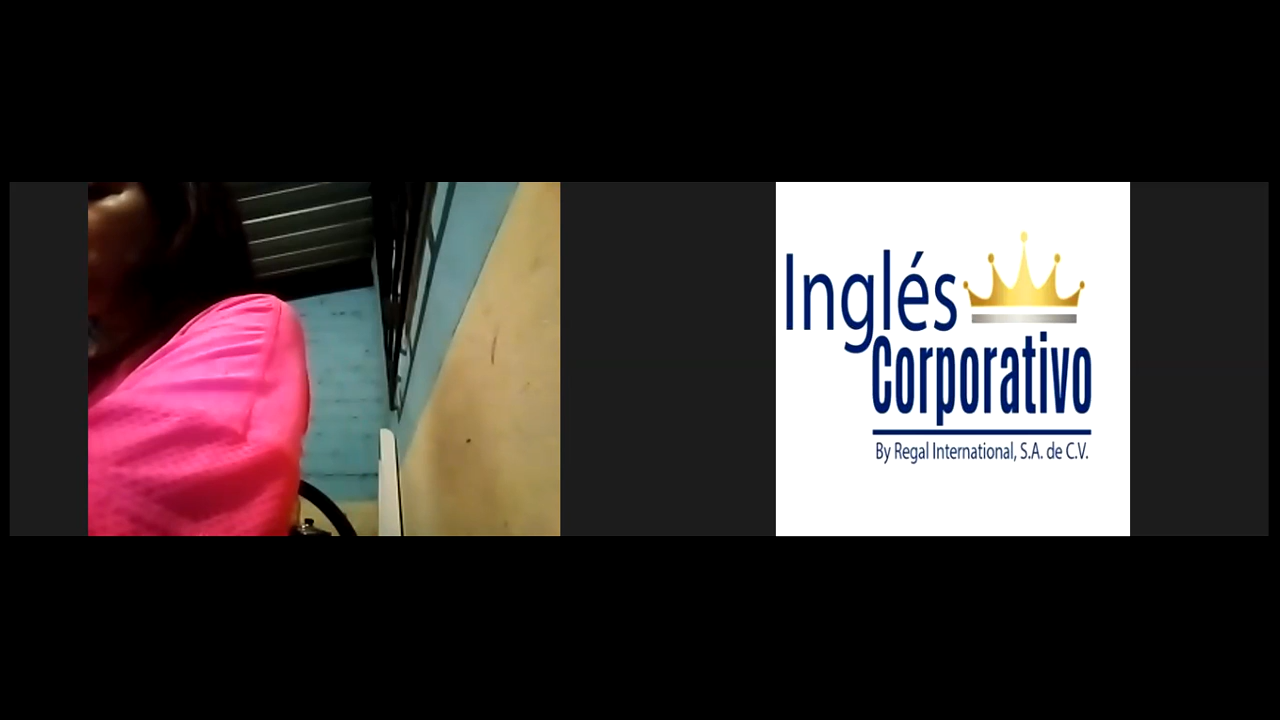 Inglés
Corporativo
By Regal International, S.A. de C.V.